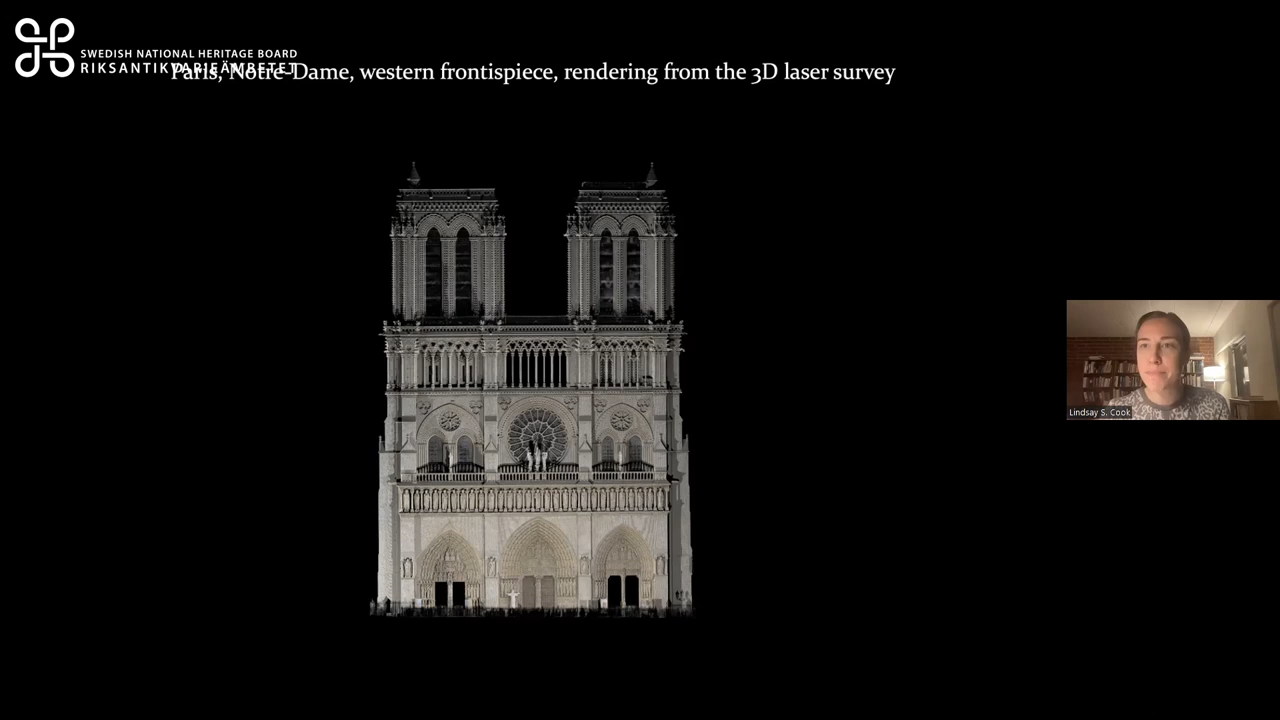 SWEDISH NATIONAL HERITAGE BOARD
RIKSANTIKVARIEÄMBETET
Paris, Notre-Dame, western frontispiece, rendering from the 3D laser survey
Lindsay S. Cook